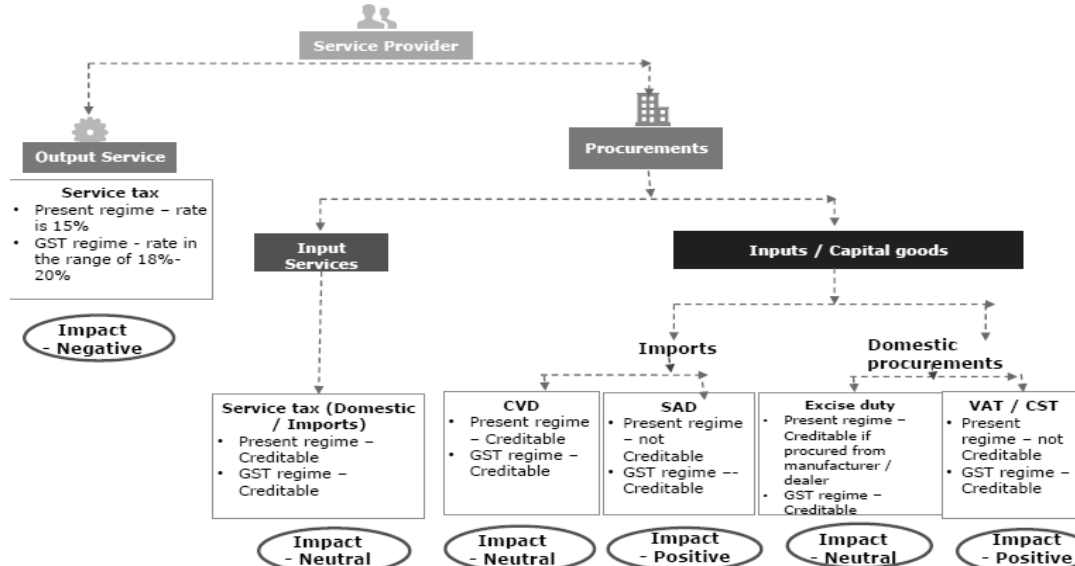 Service Provider
Output Service
Procurements
Service tax
• Present regime – rate
is 15%
• GST regime - rate in
the range of 18%-
20%
Impact
- Negative
Input
Services
Inputs / Capital goods
Imports
Domestic
procurements
Service tax (Domestic
/ Imports)
• Present regime –
Creditable
• GST regime –
Creditable
CVD
• Present regime
– Creditable
• GST regime –
Creditable
SAD
• Present regime
– not
Creditable
• GST regime –-
Creditable
Excise duty
• Present regime –
Creditable if
procured from
manufacturer /
dealer
• GST regime –
Creditable
VAT / CST
• Present
regime – not
Creditable
• GST regime –
Creditable
Impact
- Neutral
Impact
- Neutral
Impact
- Positive
Impact
- Neutral
Impact
- Positive